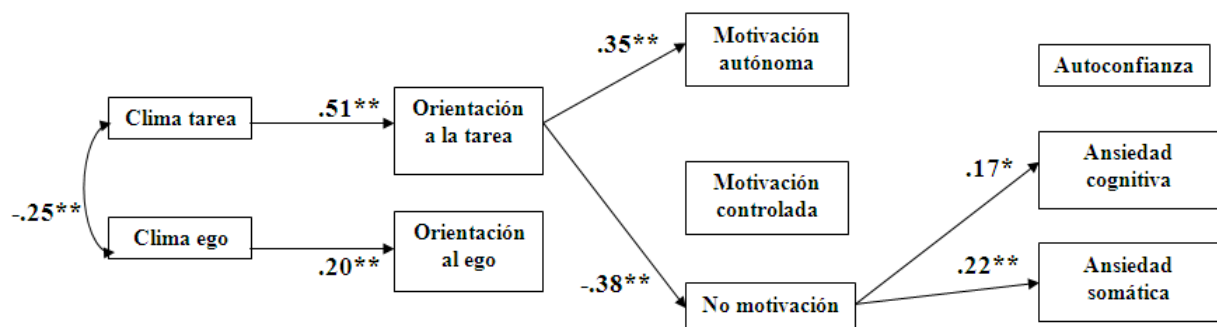 Clima tarea
Clima ego
-.25**
.51**
.20**
Orientación
a la tarea
Orientación
al ego
.35**
-.38**
Motivación
autónoma
Motivación
controlada
No motivación
.17*
.22**
Autoconfianza
Ansiedad
cognitiva
Ansiedad
somática